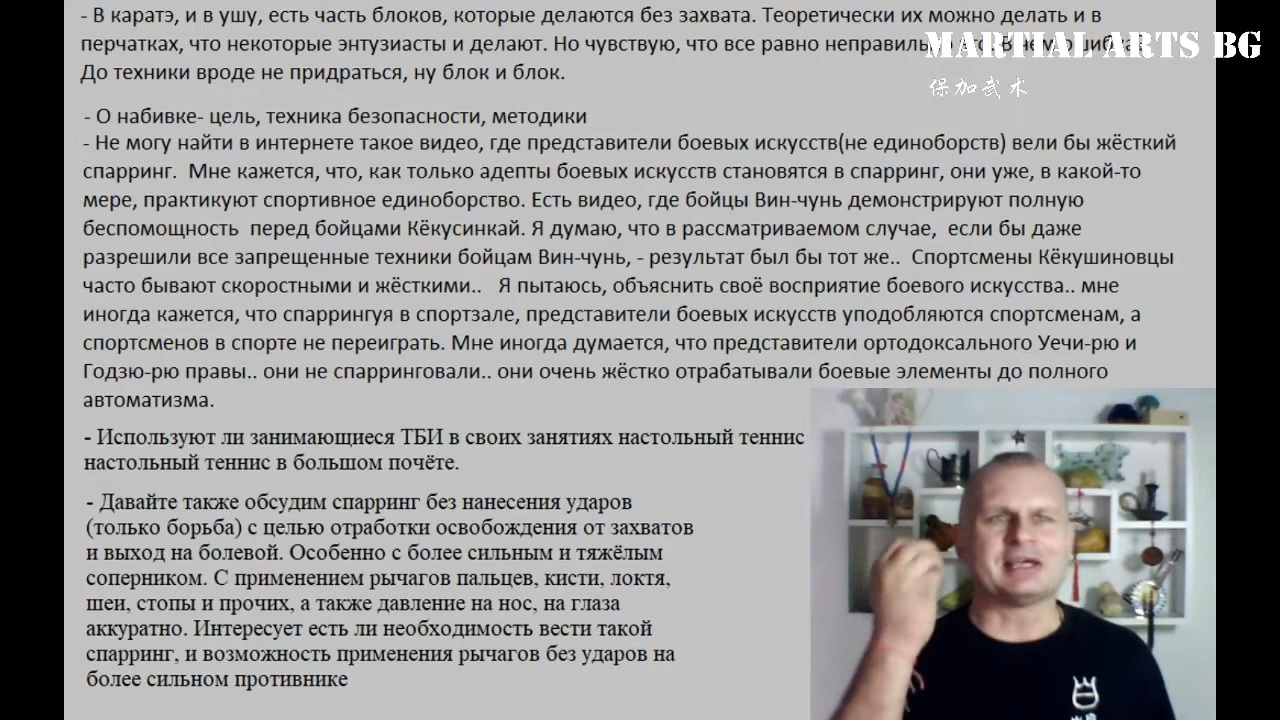 - В каратэ, и в ушу, есть часть блоков, которые делаются без захвата. Теоретически их можно делать и в
перчатках, что некоторые энтузиасты и делают. Но чувствую, что все равно
До техники вроде не придраться, ну блок и блок.
MARTIAL ARTS BG
保加武术
- О набивке- цель, техника безопасности, методики
- Не могу найти в интернете такое видео, где представители боевых искусств(не единоборств) вели бы жёсткий
спарринг.  Мне кажется, что, как только адепты боевых искусств становятся в спарринг, они уже, в какой-то
мере, практикуют спортивное единоборство. Есть видео, где бойцы Вин-чунь демонстрируют полную
беспомощность  перед бойцами Кёкусинкай. Я думаю, что в рассматриваемом случае,  если бы даже
разрешили все запрещенные техники бойцам Вин-чунь, - результат был бы тот же..  Спортсмены Кёкушиновцы
часто бывают скоростными и жёсткими..   Я пытаюсь, объяснить своё восприятие боевого искусства.. мне
иногда кажется, что спаррингуя в спортзале, представители боевых искусств уподобляются спортсменам, а
спортсменов в спорте не переиграть. Мне иногда думается, что представители ортодоксального Уечи-рю и
Годзю-рю правы.. они не спарринговали.. они очень жёстко отрабатывали боевые элементы до полного
автоматизма.
- Используют ли занимающиеся ТБИ в своих занятиях настольный теннис
настольный теннис в большом почёте.
- Давайте также обсудим спарринг без нанесения ударов
(только борьба) с целью отработки освобождения от захватов
и выход на болевой. Особенно с более сильным и тяжёлым
соперником. С применением рычагов пальцев, кисти, локтя,
шеи, стопы и прочих, а также давление на нос, на глаза
аккуратно. Интересует есть ли необходимость вести такой
спарринг, и возможность применения рычагов без ударов на
более сильном противнике